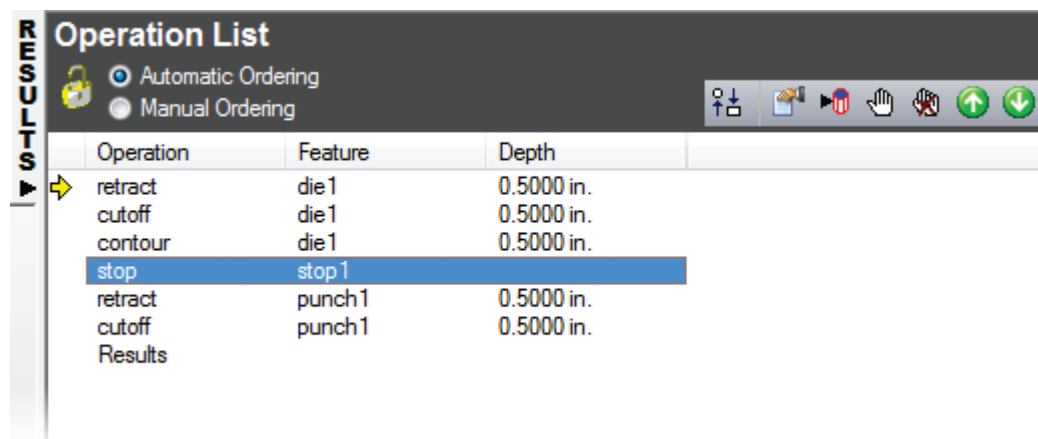 RESULTS
Operation List
Automatic Ordering
Manual Ordering
Operation Feature Depth
retract die1 0.5000 in.
cutoff die1 0.5000 in.
contour die1 0.5000 in.
stop stop1
retract punch1 0.5000 in.
cutoff punch1 0.5000 in.
Results